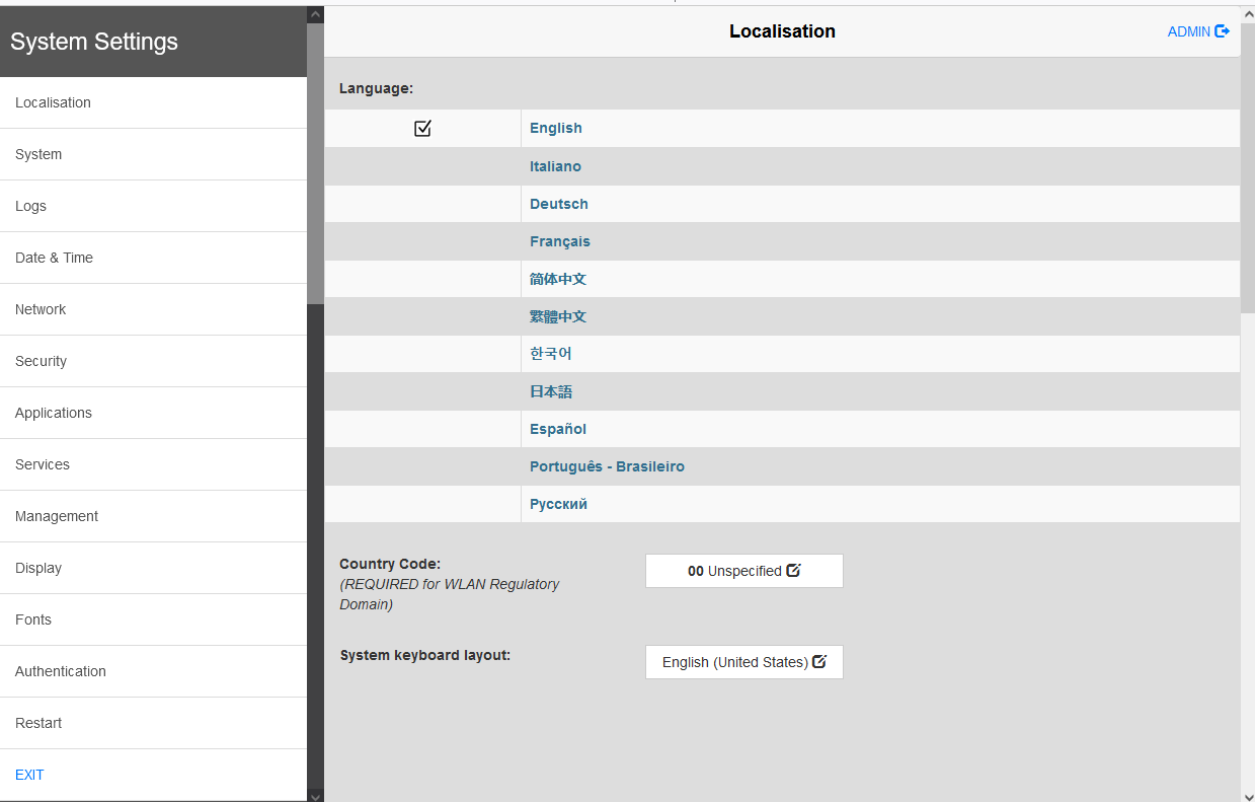 System Settings
Localisation
System
Logs
Date & Time
Network
Security
Applications
Services
Management
Display
Fonts
Authentication
Restart
EXIT
Localisation
ADMIN
Language:
English
Italiano
Deutsch
Français
简体中文
繁體中文
한국어
日本語
Español
Português - Brasileiro
Русский
Country Code:
(REQUIRED for WLAN Regulatory
Domain)
00 Unspecified
System keyboard layout:
English (United States)